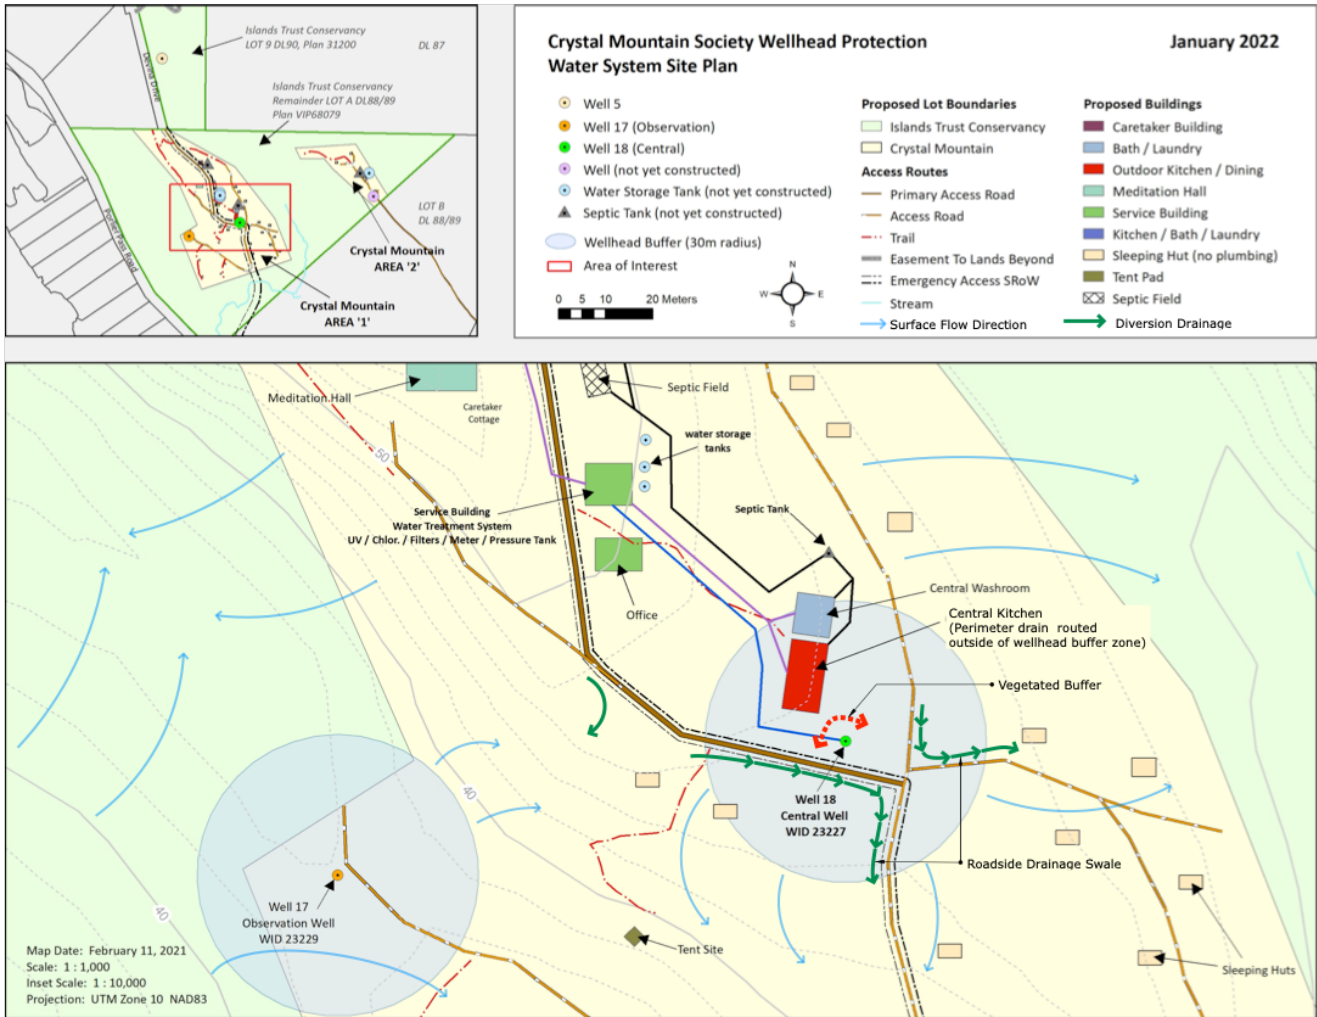 Islands Trust Conservancy
LOT 9 DL90, Plan 31200
DL 87
Devina Drive
Islands Trust Conservancy
Remainder LOT A DL88/89
Plan VIP68079
LOT B
DL 88/89
Porlier Pass Road
Crystal Mountain
AREA '2'
Crystal Mountain
AREA '1'
Crystal Mountain Society Wellhead Protection
Water System Site Plan
January 2022
Well 5
Well 17 (Observation)
Well 18 (Central)
Well (not yet constructed)
Water Storage Tank (not yet constructed)
Septic Tank (not yet constructed)
Wellhead Buffer (30m radius)
Area of Interest
0 5 10 20 Meters
N
W E
S
Proposed Lot Boundaries
Islands Trust Conservancy
Crystal Mountain
Access Routes
Primary Access Road
Access Road
Trail
Easement To Lands Beyond
Emergency Access SRoW
Stream
Surface Flow Direction
Proposed Buildings
Caretaker Building
Bath / Laundry
Outdoor Kitchen / Dining
Meditation Hall
Service Building
Kitchen / Bath / Laundry
Sleeping Hut (no plumbing)
Tent Pad
Septic Field
Diversion Drainage
Meditation Hall
Caretaker
Cottage
Septic Field
water storage
tanks
50
Service Building
Water Treatment System
UV / Chlor. / Filters / Meter / Pressure Tank
Septic Tank
Office
Central Washroom
Central Kitchen
(Perimeter drain routed
outside of wellhead buffer zone)
Vegetated Buffer
40
Well 18
Central Well
WID 23227
Roadside Drainage Swale
Well 17
Observation Well
WID 23229
40
Tent Site
Sleeping Huts
Map Date: February 11, 2021
Scale: 1 : 1,000
Inset Scale: 1 : 10,000
Projection: UTM Zone 10 NAD83